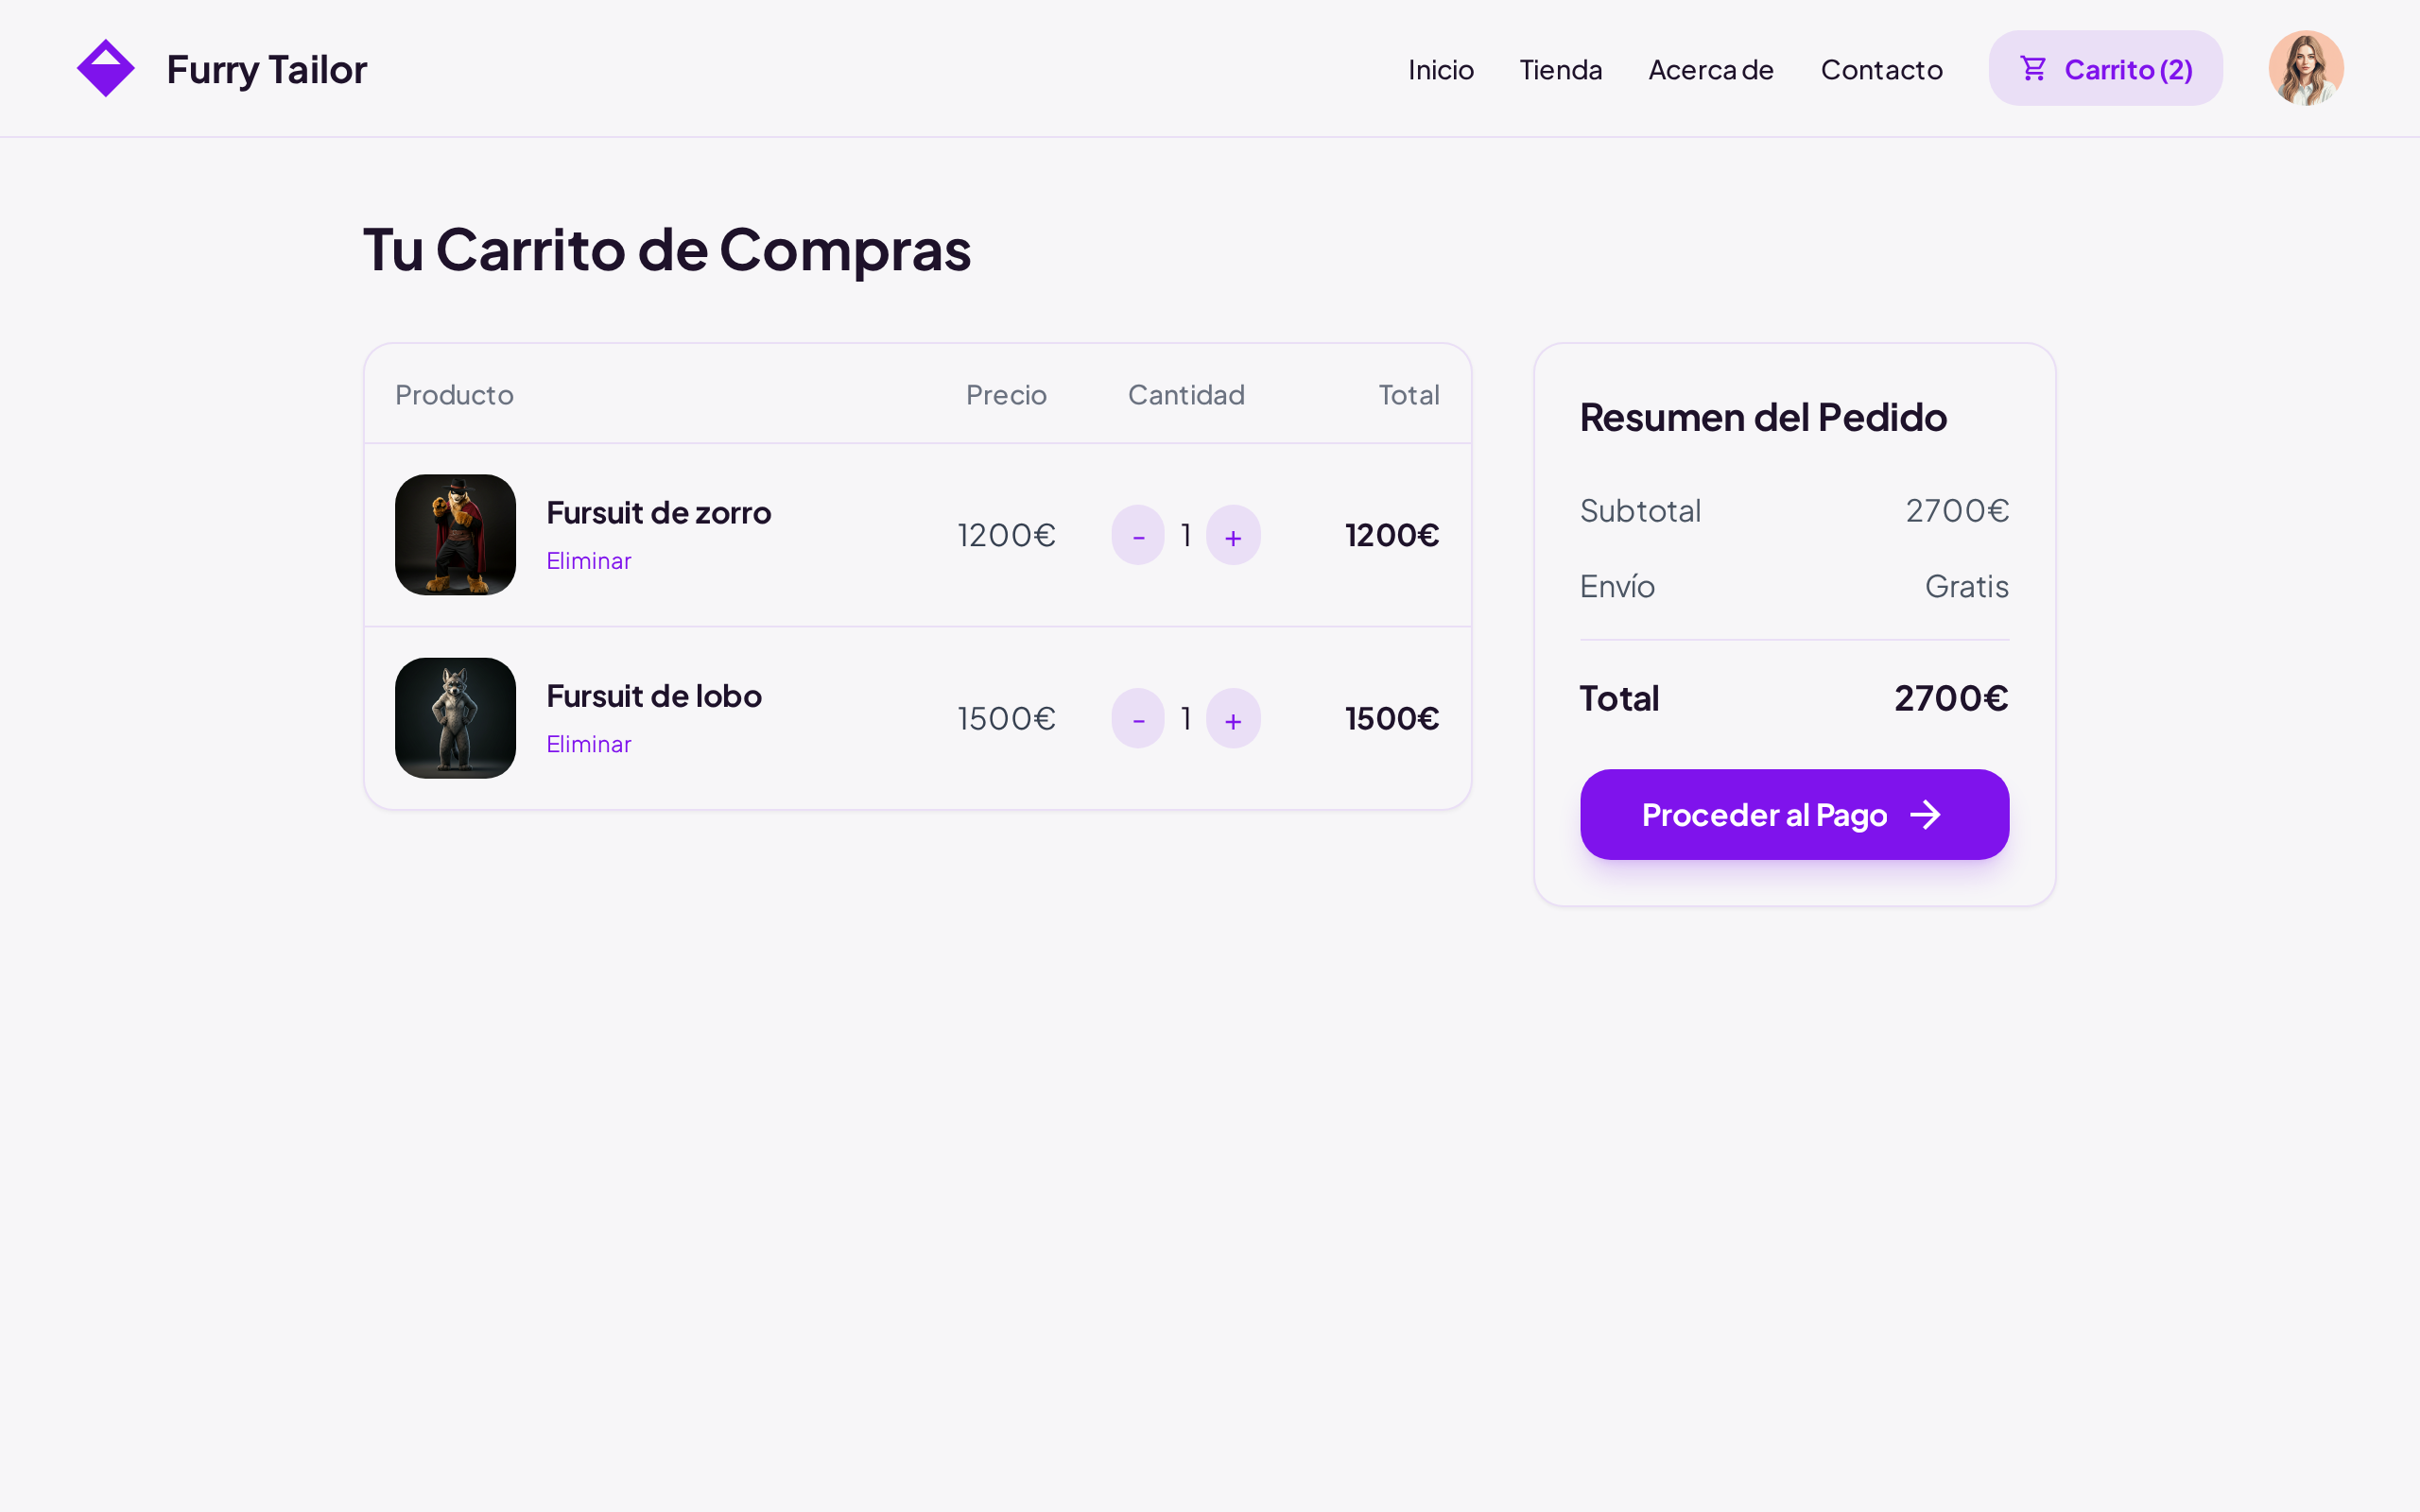 Furry Tailor
Inicio Tienda Acerca de Contacto Carrito (2)
Tu Carrito de Compras
Producto Precio Cantidad Total
Fursuit de zorro
Eliminar
1200€ - 1 + 1200€
Fursuit de lobo
Eliminar
1500€ - 1 + 1500€
Resumen del Pedido
Subtotal 2700€
Envío Gratis
Total 2700€
Proceder al Pago